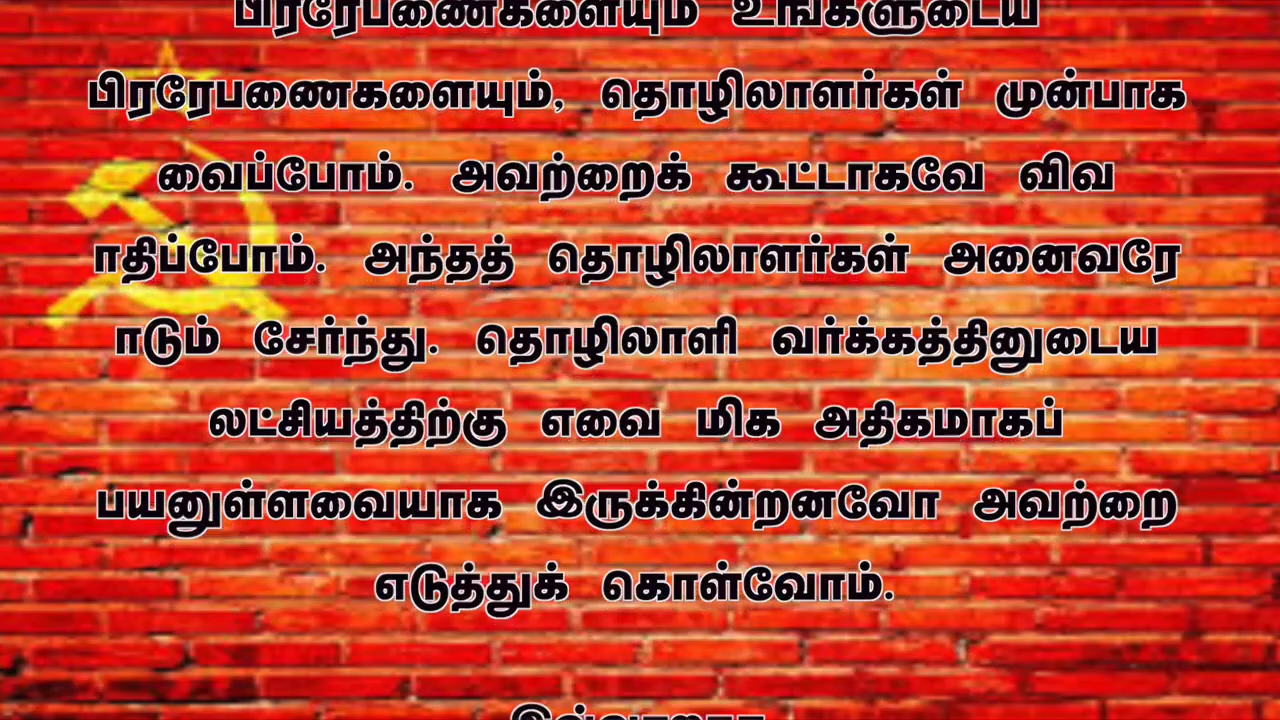 பிரரேபணைகளையும் உங்களுடைய
பிரரேபணைகளையும், தொழிலாளர்கள் முன்பாக
வைப்போம். அவற்றைக் கூட்டாகவே விவ
ாதிப்போம். அந்தத் தொழிலாளர்கள் அனைவரே
ாடும் சேர்ந்து. தொழிலாளி வர்க்கத்தினுடைய
லட்சியத்திற்கு எவை மிக அதிகமாகப்
பயனுள்ளவையாக இருக்கின்றனவோ அவற்றை
எடுத்துக் கொள்வோம்.